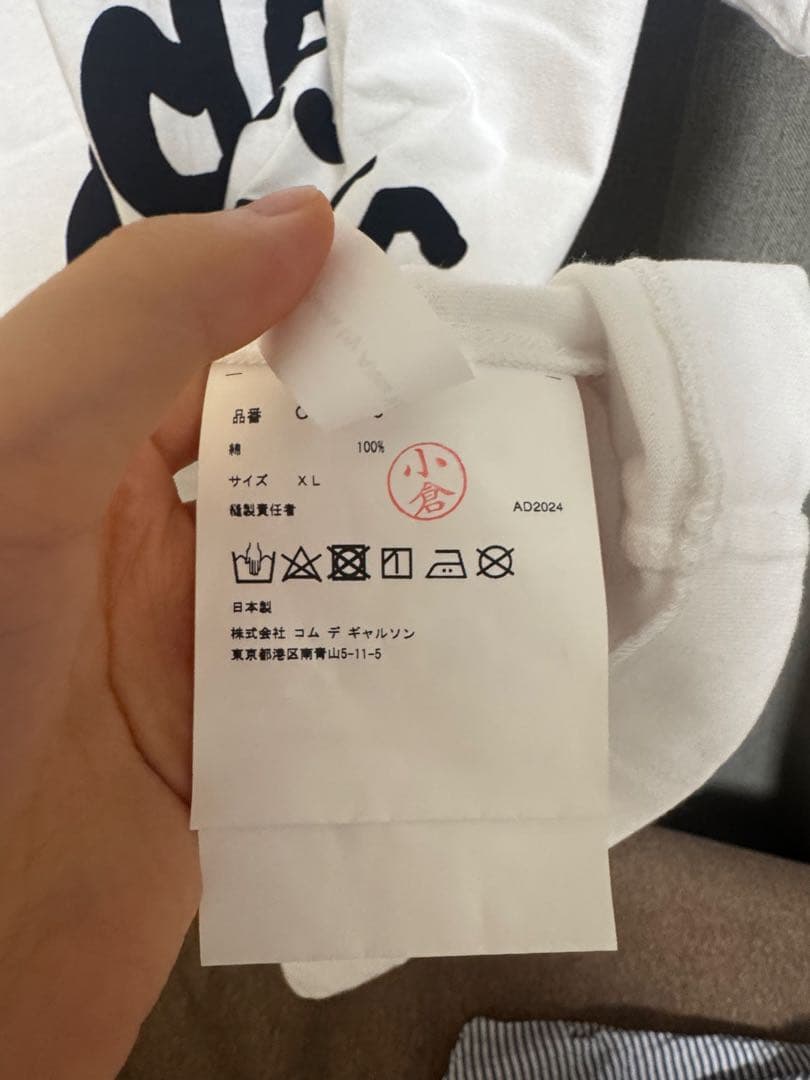 品番
綿 100%
サイズ XL
小倉
縫製責任者 AD2024
日本製
株式会社 コム デ ギャルソン
東京都港区南青山5-11-5